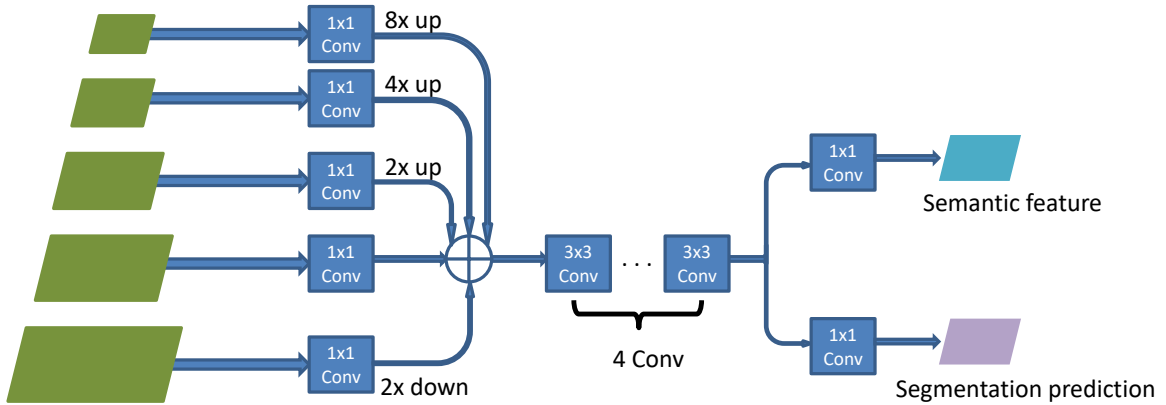 1x1
Conv
8x up
1x1
Conv
4x up
1x1
Conv
2x up
1x1
Conv
1x1
Conv
2x down
3x3
Conv
. . .
3x3
Conv
4 Conv
1x1
Conv
Semantic feature
1x1
Conv
Segmentation prediction